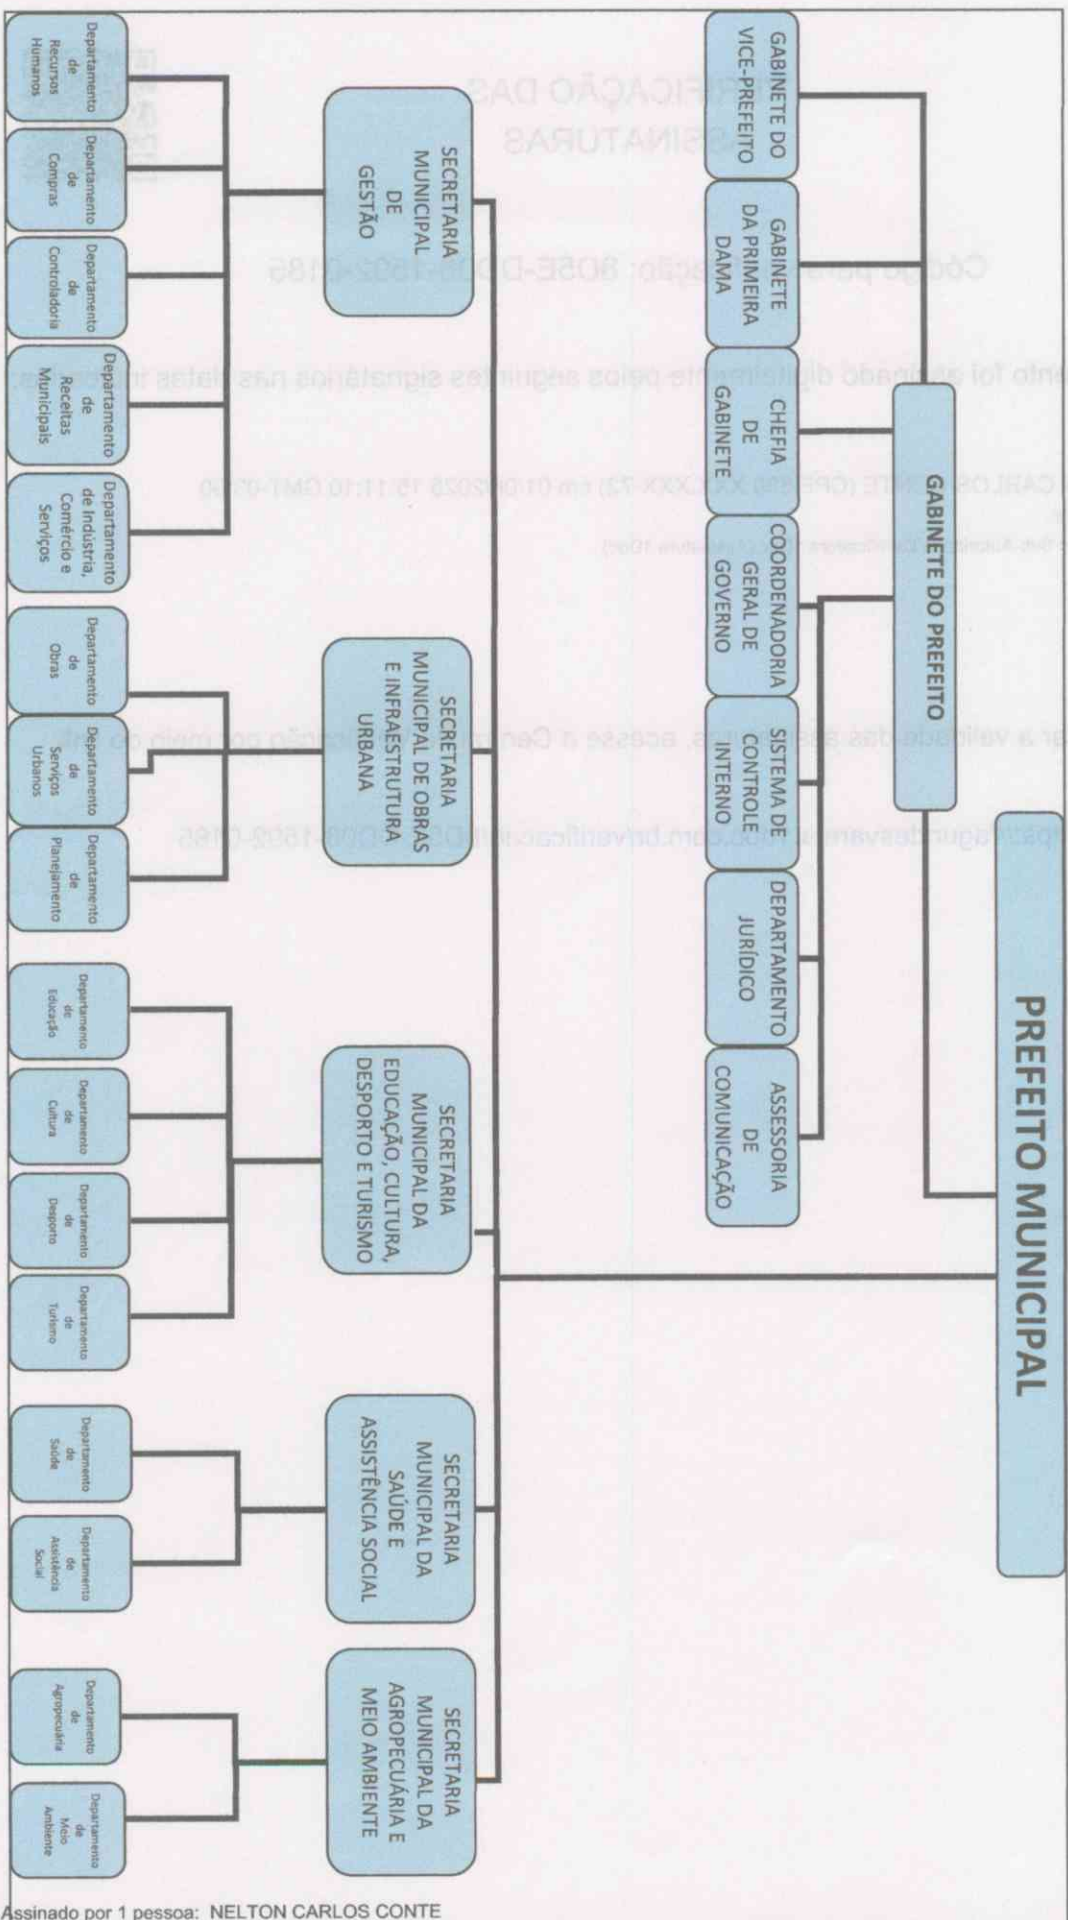 PREFEITO MUNICIPAL
GABINETE DO PREFEITO
GABINETE DO
VICE-PREFEITO
GABINETE
DA PRIMEIRA
DAMA
CHEFIA
DE
GABINETE
COORDENADORIA
GERAL DE
GOVERNO
SISTEMA DE
CONTROLE
INTERNO
DEPARTAMENTO
JURÍDICO
ASSESSORIA
DE
COMUNICAÇÃO
SECRETARIA
MUNICIPAL
DE
GESTÃO
SECRETARIA
MUNICIPAL DE OBRAS
E INFRAESTRUTURA
URBANA
SECRETARIA
MUNICIPAL DA
EDUCAÇÃO, CULTURA,
DESPORTO E TURISMO
SECRETARIA
MUNICIPAL DA
SAÚDE E
ASSISTÊNCIA SOCIAL
SECRETARIA
MUNICIPAL DA
AGROPECUÁRIA E
MEIO AMBIENTE
Departamento
de
Recursos
Humanos
Departamento
de
Compras
Departamento
de
Controladoria
Departamento
de
Receitas
Municipais
Departamento
de Indústria,
Comércio e
Serviços
Departamento
de
Obras
Departamento
de
Serviços
Urbanos
Departamento
de
Planejamento
Departamento
de
Educação
Departamento
de
Cultura
Departamento
de
Desporto
Departamento
de
Turismo
Departamento
de
Saúde
Departamento
de
Assistência
Social
Departamento
de
Agropecuária
Departamento
de
Meio
Ambiente
Assinado por 1 pessoa: NELTON CARLOS CONTE